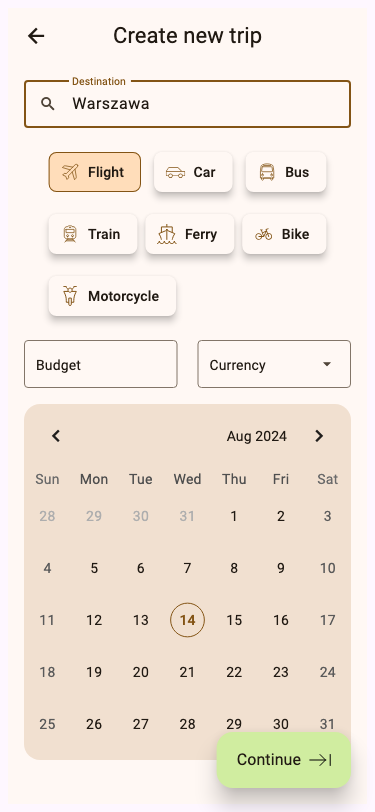 Create new trip
Destination
Warszawa
Flight Car Bus
Train Ferry Bike
Motorcycle
Budget Currency
Aug 2024
Sun Mon Tue Wed Thu Fri Sat
28 29 30 31 1 2 3
4 5 6 7 8 9 10
11 12 13 14 15 16 17
18 19 20 21 22 23 24
25 26 27 28 29 30 31
Continue